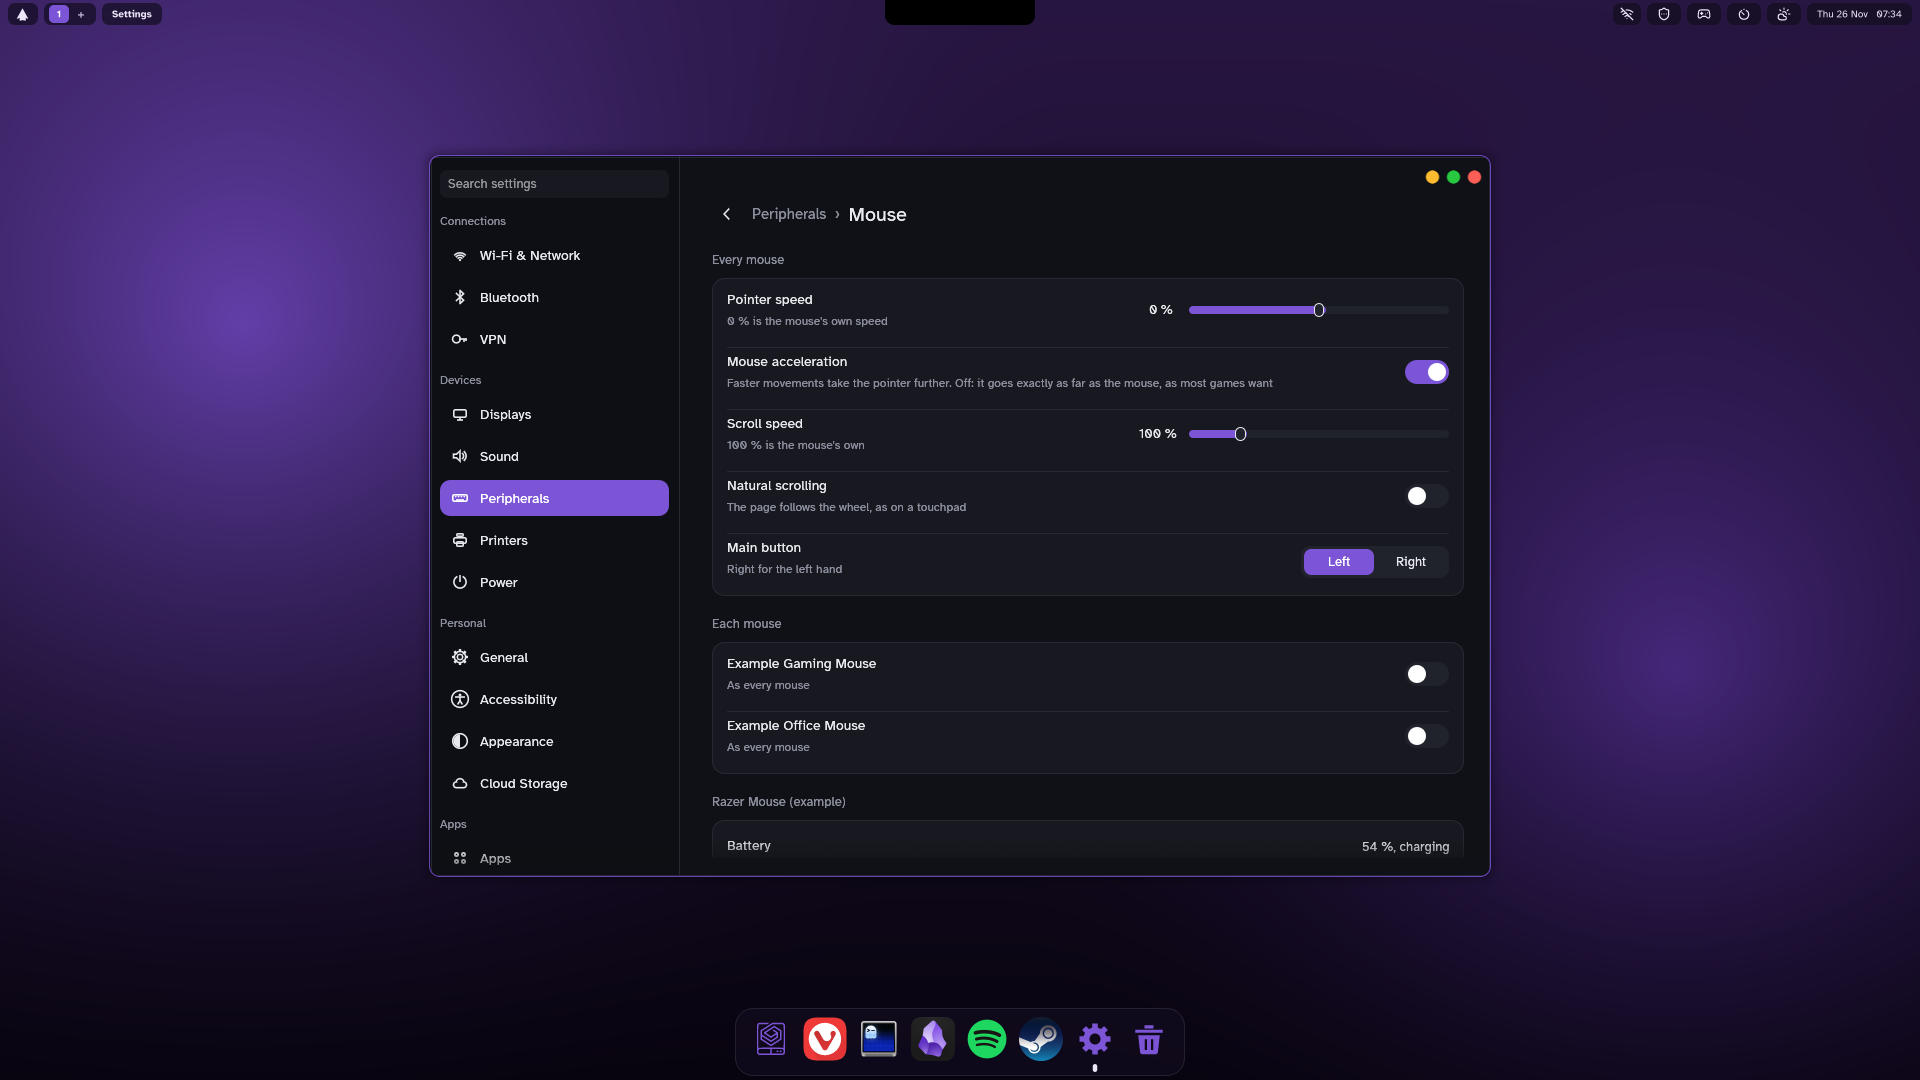 1 +
Settings
Thu 26 Nov 07:34
Search settings
Connections
Wi-Fi & Network
Bluetooth
VPN
Devices
Displays
Sound
Peripherals
Printers
Power
Personal
General
Accessibility
Appearance
Cloud Storage
Apps
Apps
Peripherals › Mouse
Every mouse
Pointer speed
0 %
0 % is the mouse's own speed
Mouse acceleration
Faster movements take the pointer further. Off: it goes exactly as far as the mouse, as most games want
Scroll speed
100 %
100 % is the mouse's own
Natural scrolling
The page follows the wheel, as on a touchpad
Main button
Right for the left hand
Left Right
Each mouse
Example Gaming Mouse
As every mouse
Example Office Mouse
As every mouse
Razer Mouse (example)
Battery
54 %, charging